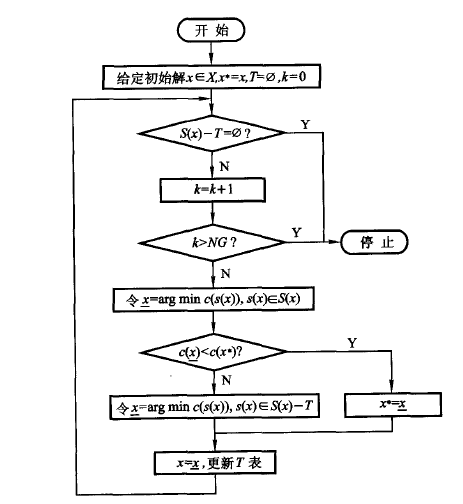 开始
给定初始解x∈X,x*=x,T=∅,k=0
S(x)−T=∅?
Y
N
k=k+1
k>NG?
Y
停止
N
令x=arg min c(s(x)), s(x)∈S(x)
c(x)<c(x*)?
Y
N
令x=arg min c(s(x)), s(x)∈S(x)−T
x*=x
x=x,更新T表